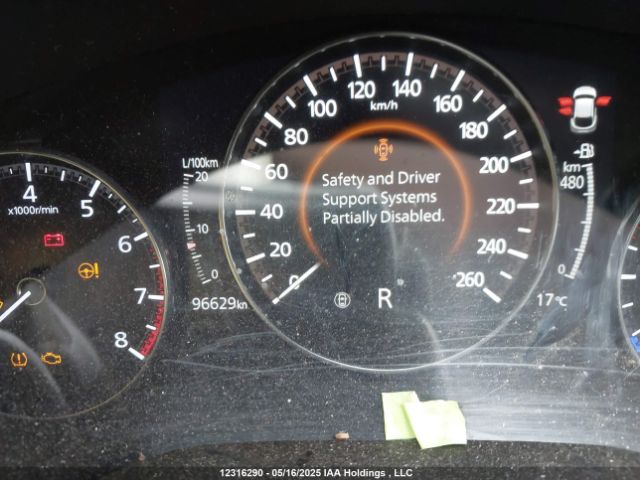 4
5
6
7
8
x1000r/min
L/100km
20
10
0
96629km
0
20
40
60
80
100
120
140
160
180
200
220
240
260
km/h
Safety and Driver
Support Systems
Partially Disabled.
R
km
480
0
17°C
12316290 - 05/16/2025 IAA Holdings , LLC